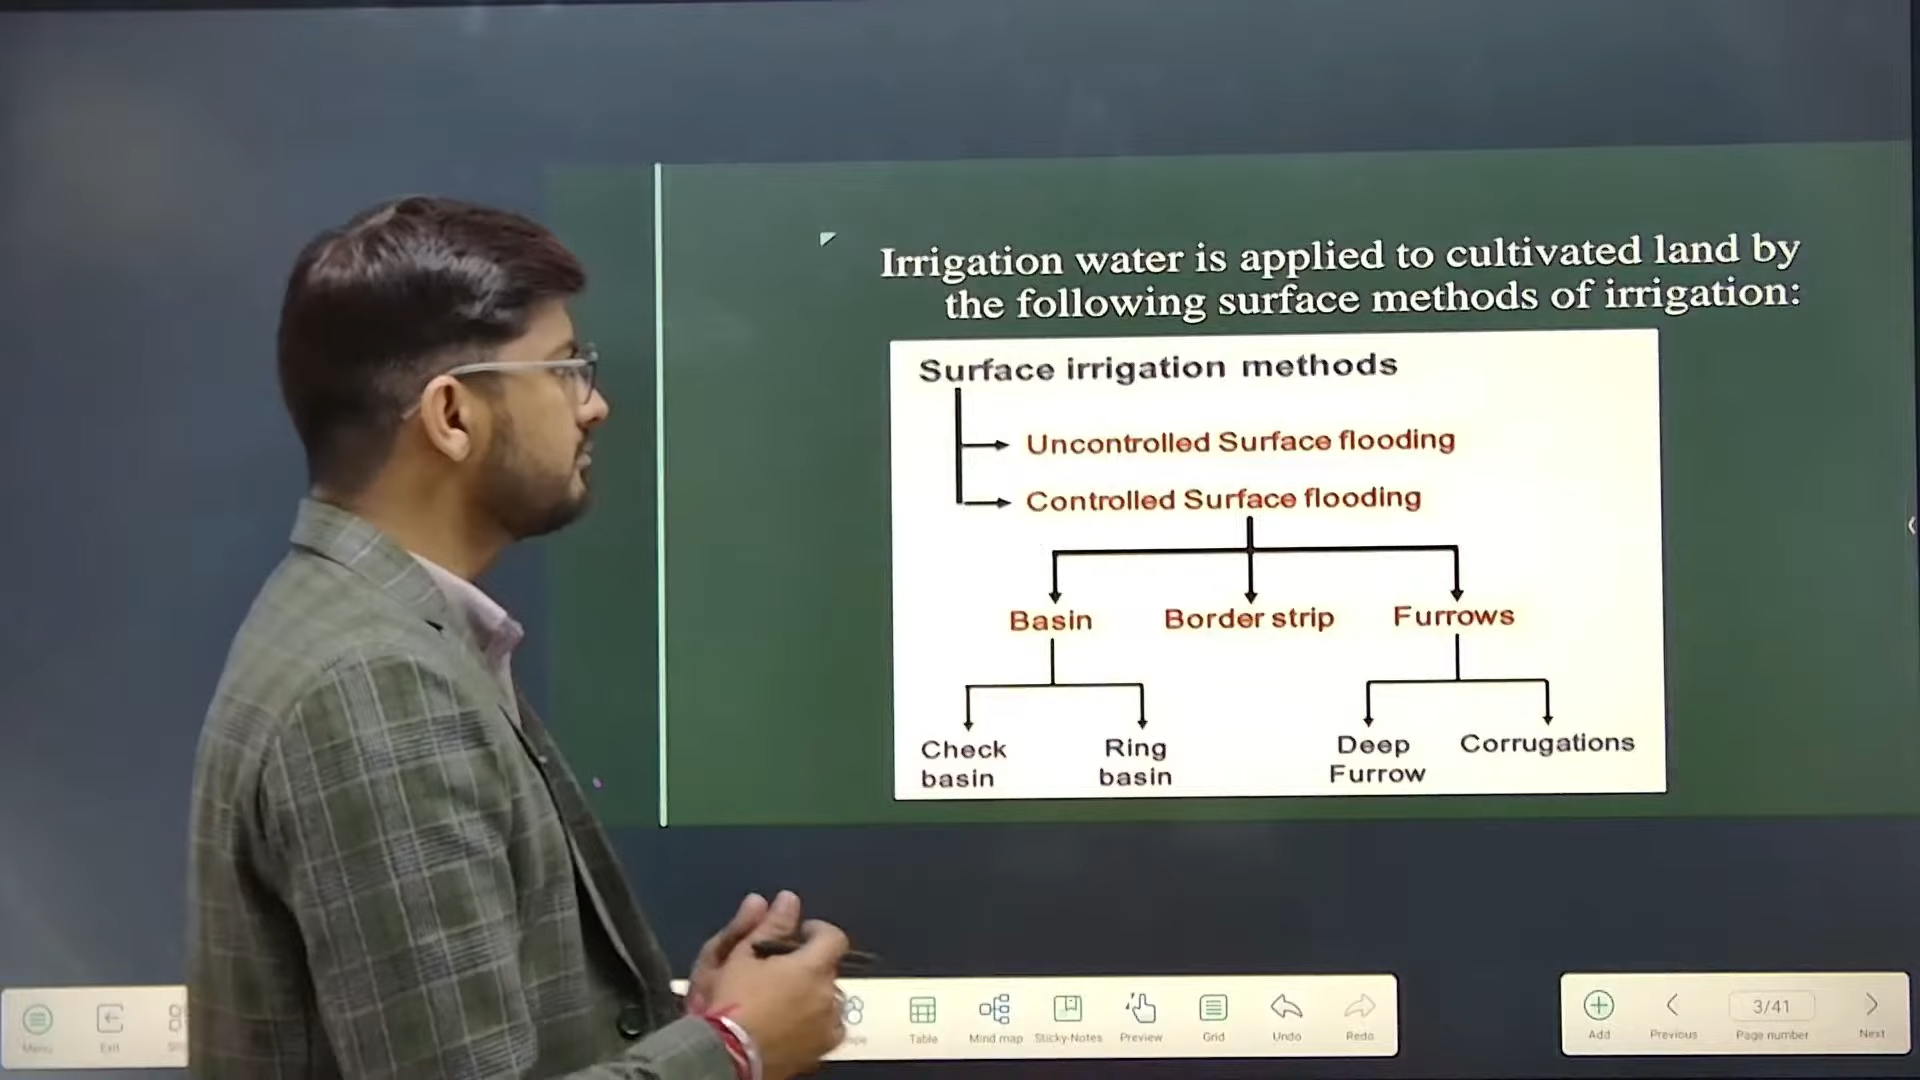 Irrigation water is applied to cultivated land by
the following surface methods of irrigation:
Surface irrigation methods
Uncontrolled Surface flooding
Controlled Surface flooding
Basin Border strip Furrows
Check basin
Ring basin
Deep Furrow
Corrugations
Menu Exit Table Mind map Sticky Notes Preview Grid Undo Redo
Add Previous 3/41 Page number Next